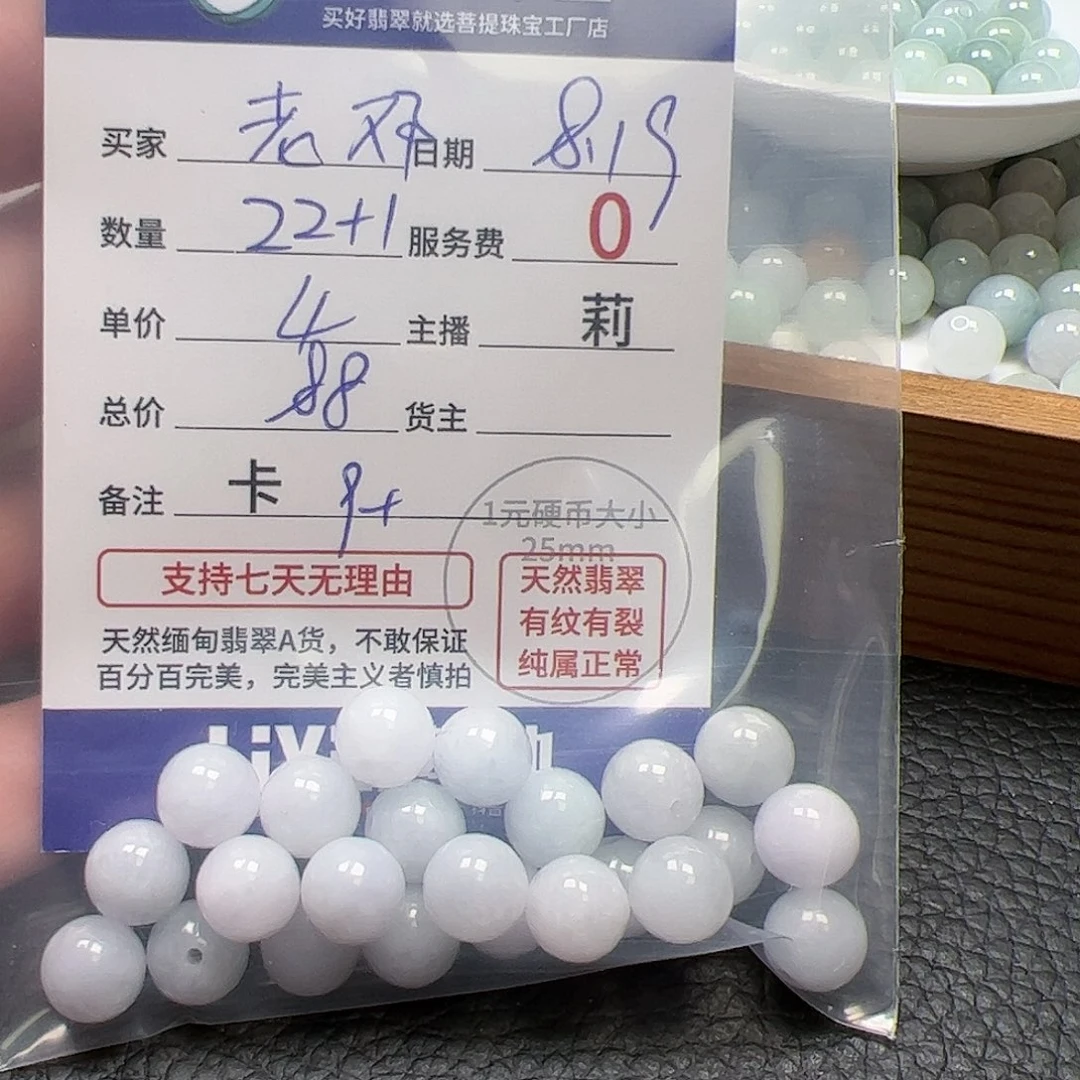 买好翡翠就选菩提珠宝工厂店
买家 老邓 日期 8.19
数量 22+1 服务费 0
单价 4 主播 莉
总价 88 货主
备注 卡 9+
1元硬币大小
25mm
支持七天无理由
天然缅甸翡翠A货，不敢保证
百分百完美，完美主义者慎拍
天然翡翠
有纹有裂
纯属正常